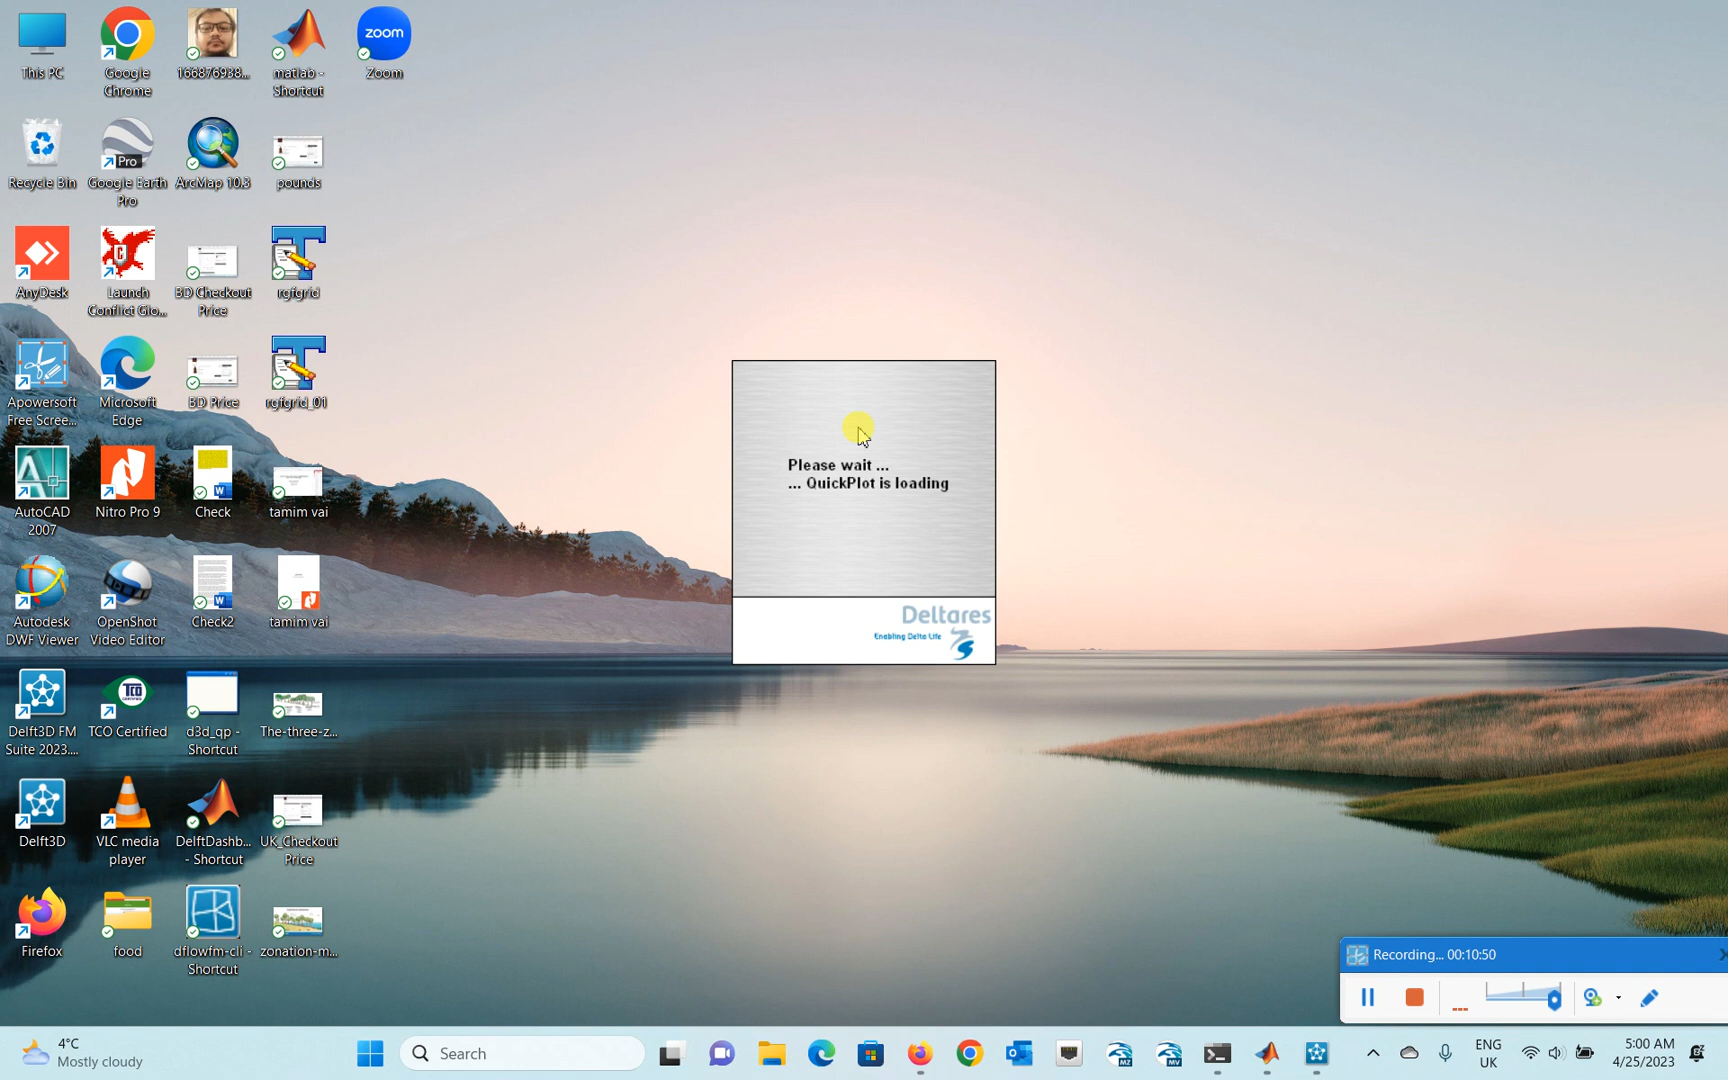 This PC
Google
Chrome
166876938...
matlab -
Shortcut
zoom
Zoom
Recycle Bin
Pro
Google Earth
Pro
ArcMap 10.3
pounds
AnyDesk
Launch
Conflict Glo...
BD Checkout
Price
rgfgrid
Apowersoft
Free Scree...
Microsoft
Edge
BD Price
rgfgrid_01
AutoCAD
2007
Nitro Pro 9
Check
tamim vai
Autodesk
DWF Viewer
OpenShot
Video Editor
Check2
tamim vai
Delft3D FM
Suite 2023....
TCO Certified
d3d_qp -
Shortcut
The-three-z...
Delft3D
VLC media
player
DelftDashb...
- Shortcut
UK_Checkout
Price
Firefox
food
dflowfm-cli -
Shortcut
zonation-m...
Please wait ...
... QuickPlot is loading
Deltares
Enabling Delta Life
Recording... 00:10:50
4°C
Mostly cloudy
Search
MZ
MV
ENG
UK
5:00 AM
4/25/2023